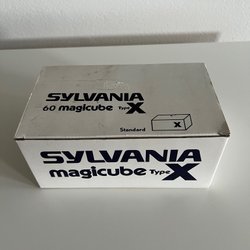 SYLVANIA
60 magicube Type X
Standard
X
SYLVANIA
magicube Type X